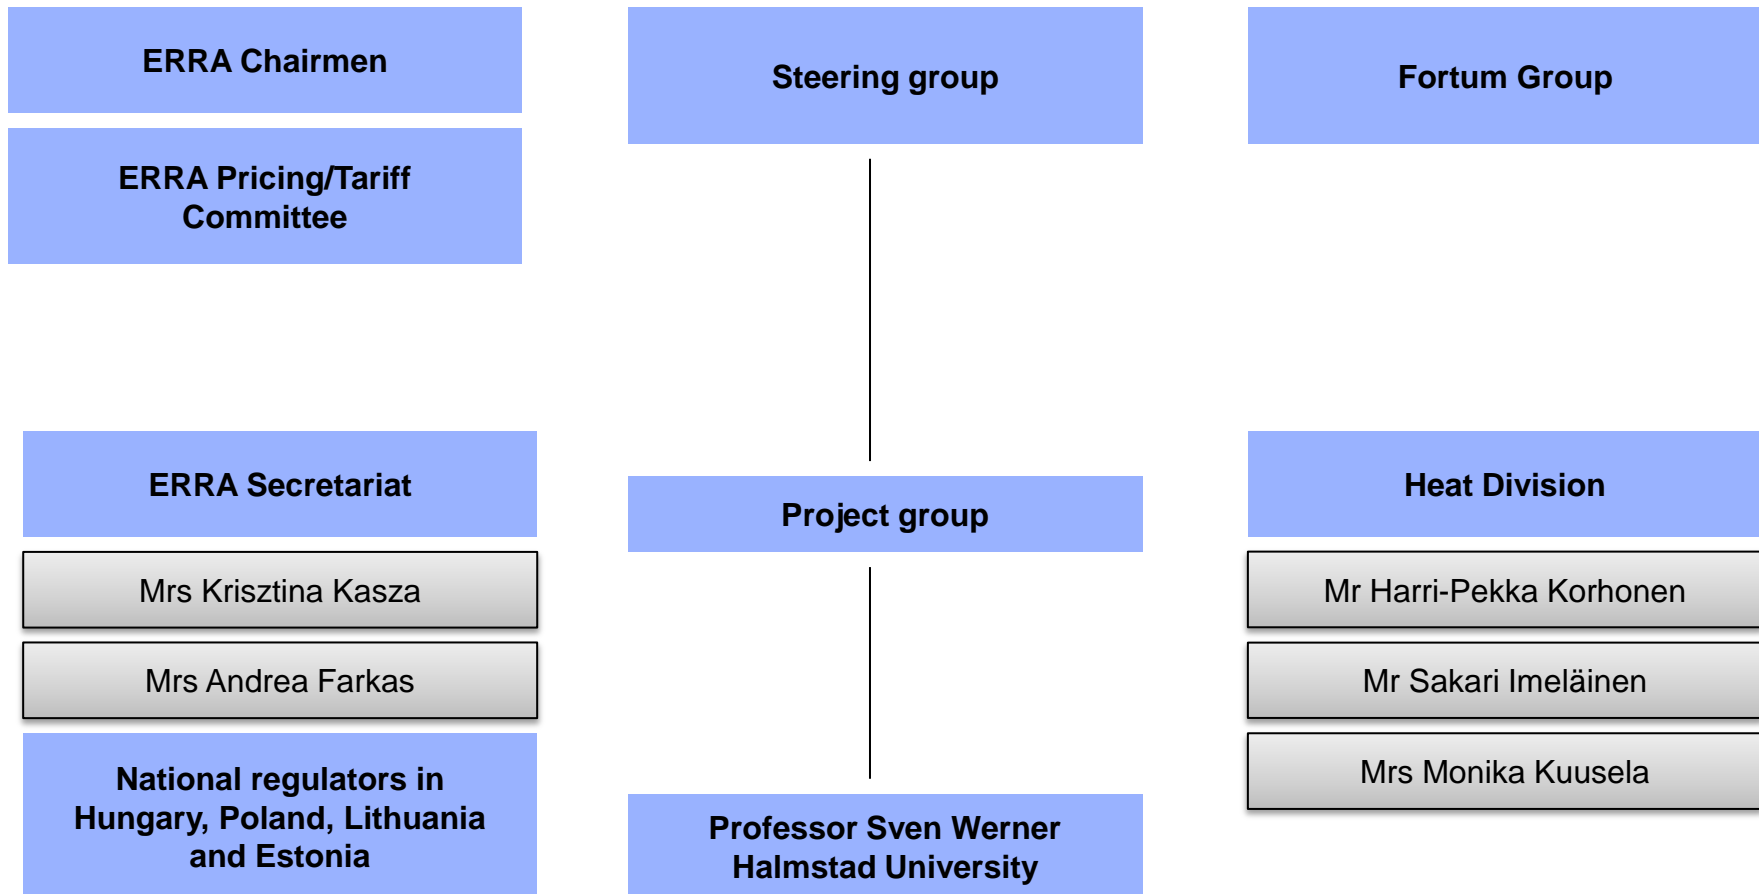 ERRA Chairmen
Steering group
Fortum Group
ERRA Pricing/Tariff
Committee
ERRA Secretariat
Project group
Heat Division
Mrs Krisztina Kasza
Mr Harri-Pekka Korhonen
Mrs Andrea Farkas
Mr Sakari Imeläinen
National regulators in
Hungary, Poland, Lithuania
and Estonia
Mrs Monika Kuusela
Professor Sven Werner
Halmstad University